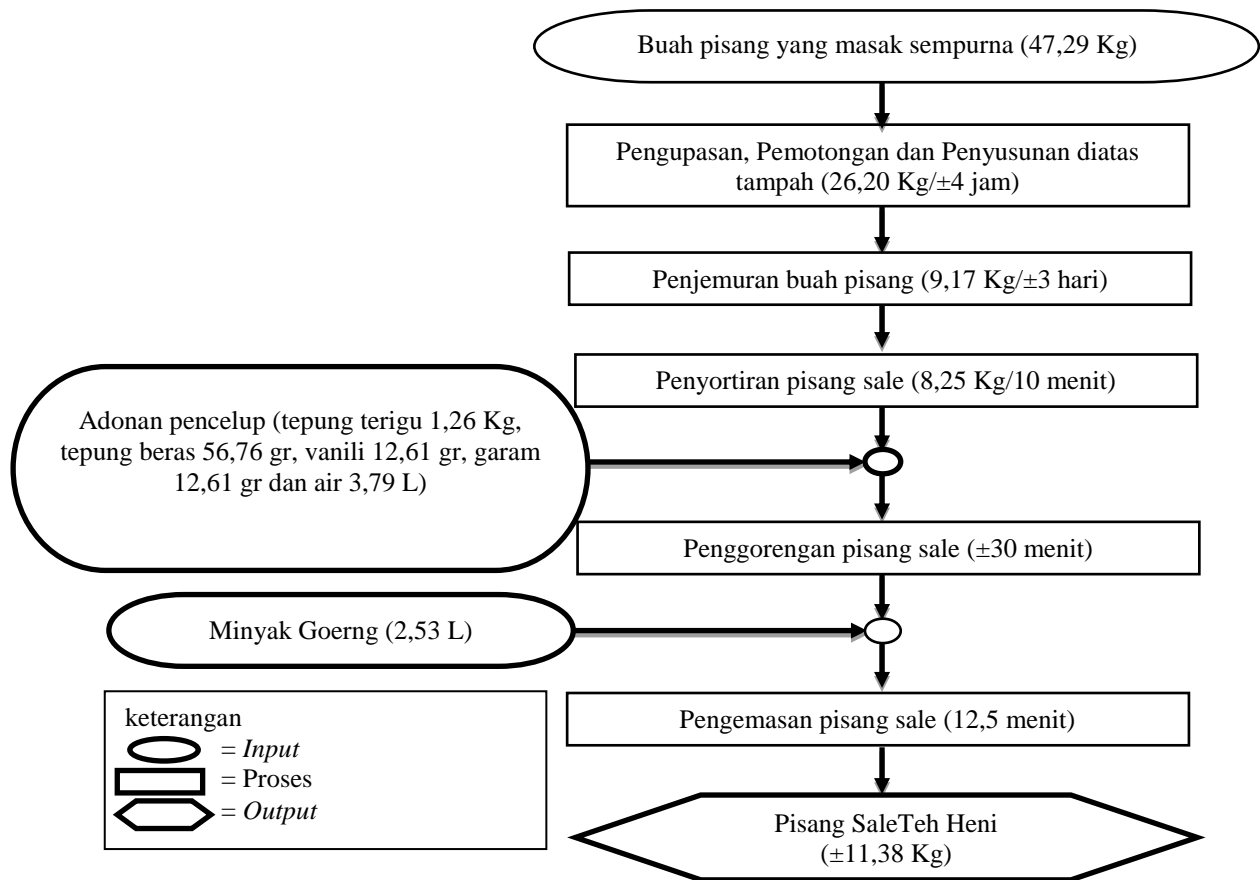 Buah pisang yang masak sempurna (47,29 Kg)
Pengupasan, Pemotongan dan Penyusunan diatas
tampah (26,20 Kg/±4 jam)
Penjemuran buah pisang (9,17 Kg/±3 hari)
Penyortiran pisang sale (8,25 Kg/10 menit)
Adonan pencelup (tepung terigu 1,26 Kg,
tepung beras 56,76 gr, vanili 12,61 gr, garam
12,61 gr dan air 3,79 L)
Penggorengan pisang sale (±30 menit)
Minyak Goerng (2,53 L)
Pengemasan pisang sale (12,5 menit)
Pisang SaleTeh Heni
(±11,38 Kg)
keterangan
= Input
= Proses
= Output